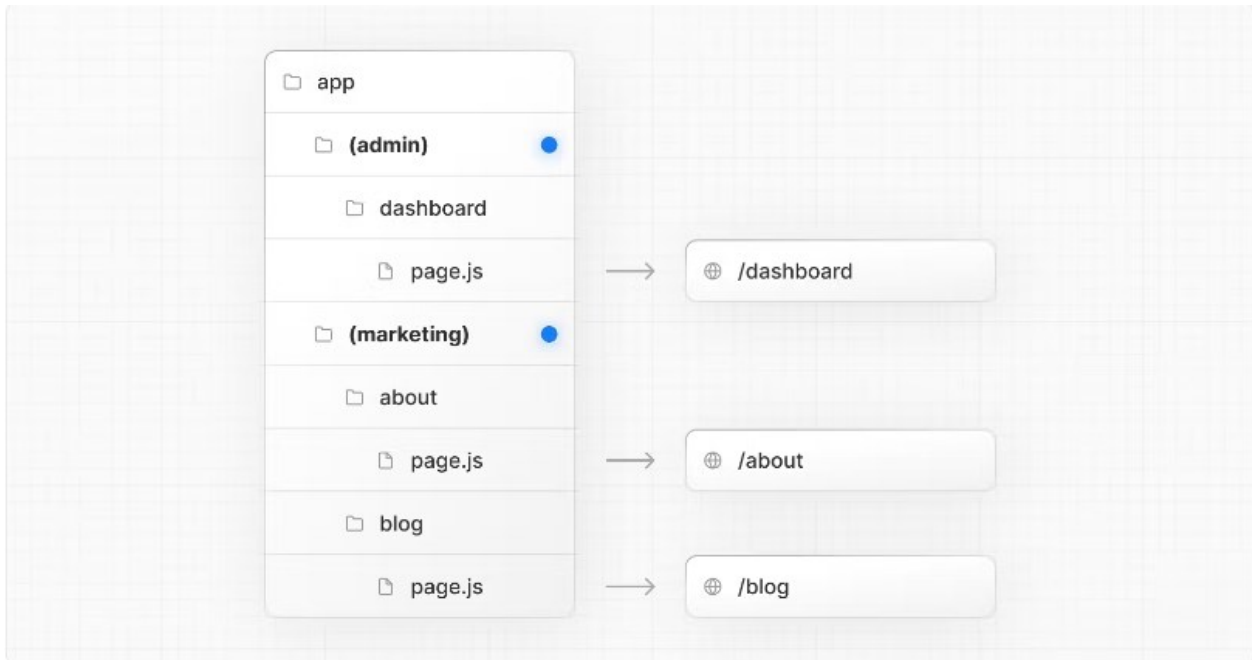 app
(admin)
dashboard
page.js
/dashboard
(marketing)
about
page.js
/about
blog
page.js
/blog